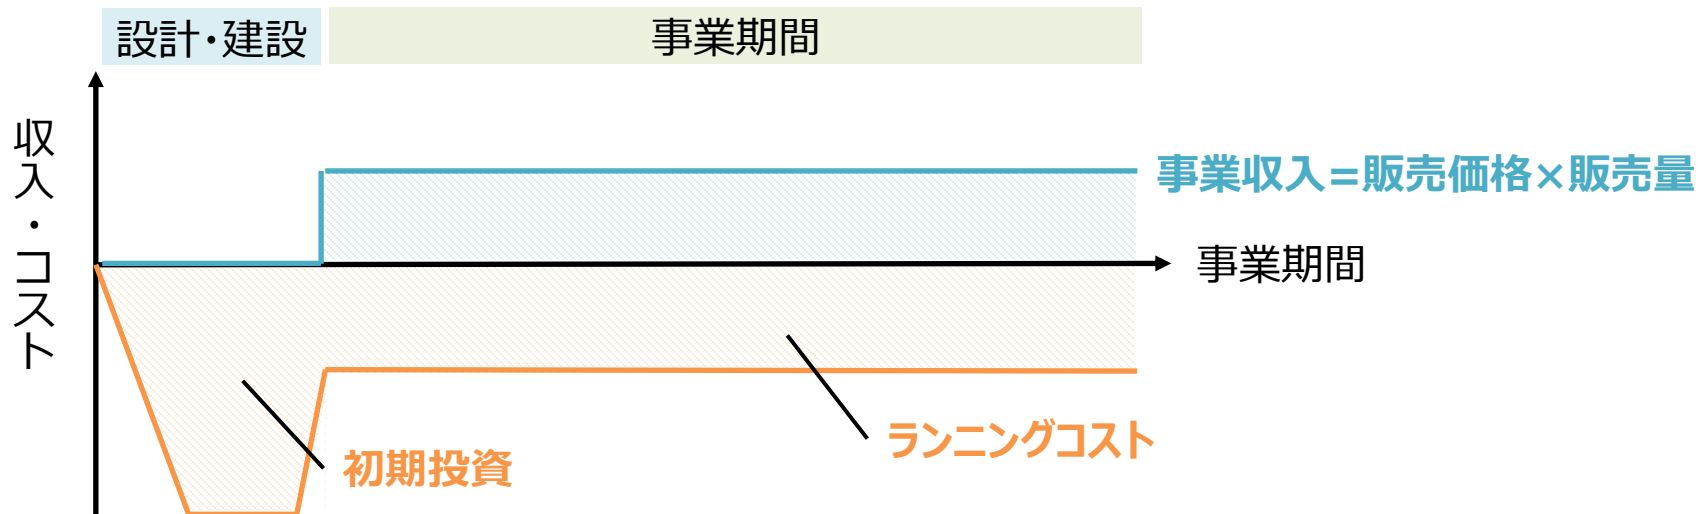 設計・建設
事業期間
収入・コスト
事業収入=販売価格×販売量
事業期間
ランニングコスト
初期投資